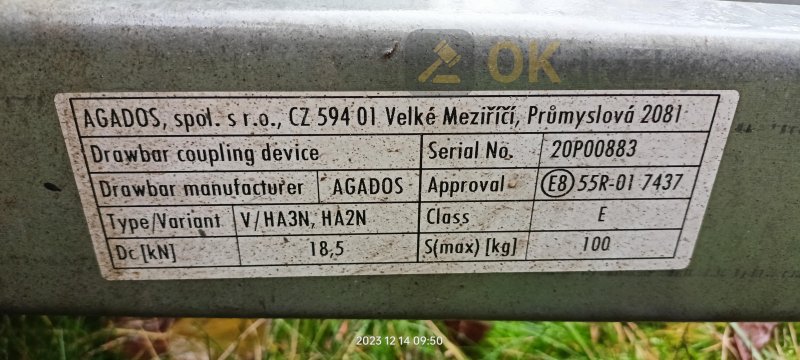 OK
AGADOS, spol. s r.o., CZ 594 01 Velké Meziříčí, Průmyslová 2081
Drawbar coupling device Serial No. 20P00883
Drawbar manufacturer AGADOS Approval E8 55R-01 7437
Type/Variant V/HA3N, HA2N Class E
Dc [kN] 18,5 S(max) [kg] 100
2023 12 14 09:50